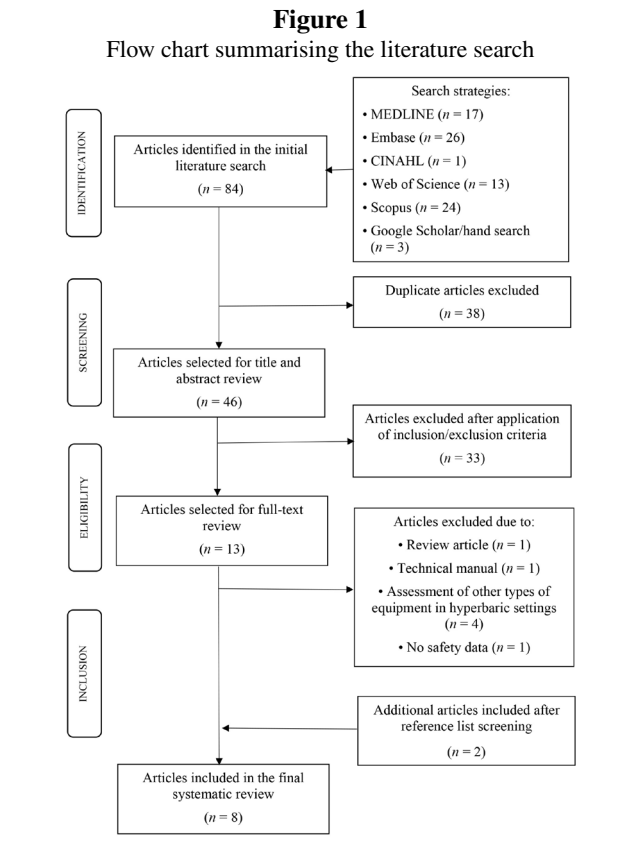 Figure 1
Flow chart summarising the literature search
IDENTIFICATION
Articles identified in the initial
literature search
(n = 84)
Search strategies:
• MEDLINE (n = 17)
• Embase (n = 26)
• CINAHL (n = 1)
• Web of Science (n = 13)
• Scopus (n = 24)
• Google Scholar/hand search
(n = 3)
Duplicate articles excluded
(n = 38)
SCREENING
Articles selected for title and
abstract review
(n = 46)
Articles excluded after application
of inclusion/exclusion criteria
(n = 33)
ELIGIBILITY
Articles selected for full-text
review
(n = 13)
Articles excluded due to:
• Review article (n = 1)
• Technical manual (n = 1)
• Assessment of other types of
equipment in hyperbaric settings
(n = 4)
• No safety data (n = 1)
INCLUSION
Additional articles included after
reference list screening
(n = 2)
Articles included in the final
systematic review
(n = 8)